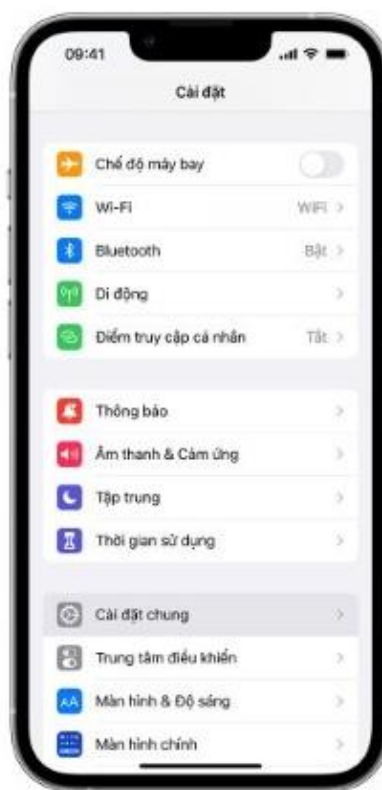 09:41
Cài đặt
Chế độ máy bay
Wi-Fi WiFi
Bluetooth Bật
Di động
Điểm truy cập cá nhân Tắt
Thông báo
Âm thanh & Cảm ứng
Tập trung
Thời gian sử dụng
Cài đặt chung
Trung tâm điều khiển
AA Màn hình & Độ sáng
Màn hình chính